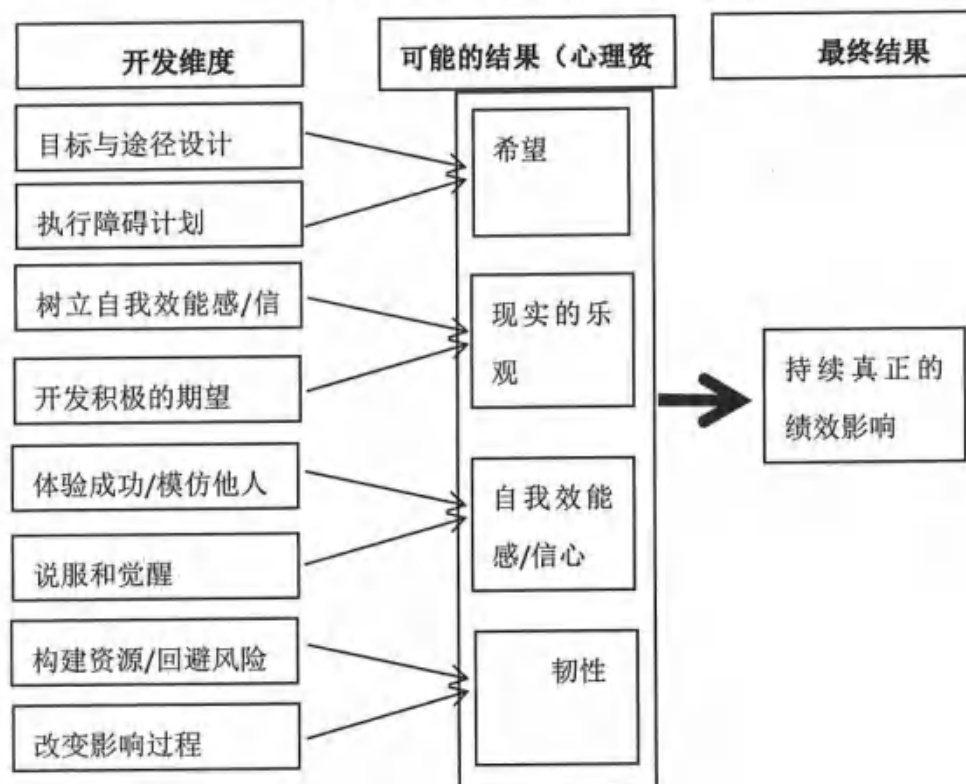 开发维度
可能的结果（心理资
最终结果
目标与途径设计
执行障碍计划
希望
树立自我效能感/信
开发积极的期望
现实的乐
观
持续真正的
绩效影响
体验成功/模仿他人
说服和觉醒
自我效能
感/信心
构建资源/回避风险
改变影响过程
韧性